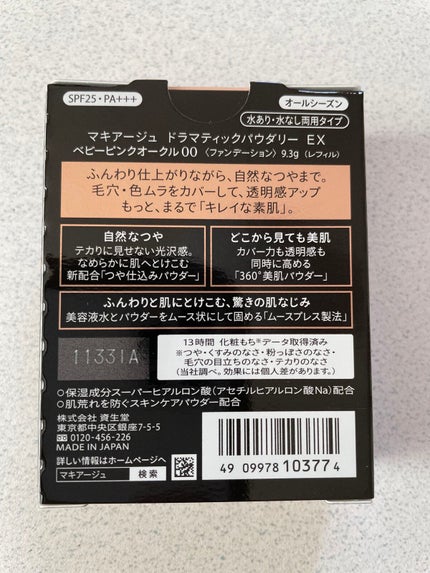 SPF25・PA+++
オールシーズン
水あり・水なし両用タイプ
マキアージュ ドラマティックパウダリー EX
ベビーピンクオークル00 〈ファンデーション〉 9.3g (レフィル)
ふんわり仕上がりながら、自然なつやまで。
毛穴・色ムラをカバーして、透明感アップ
もっと、まるで「キレイな素肌」。
自然なつや
テカリに見せない光沢感。
なめらかに肌へとけこむ
新配合「つや仕込みパウダー」
どこから見ても美肌
カバー力も透明感も
同時に高める
「360°美肌パウダー」
ふんわりと肌にとけこむ、驚きの肌なじみ
美容液水とパウダーをムース状にして固める「ムースプレス製法」
11331A
13時間 化粧もち※データ取得済み
※つや・くすみのなさ・粉っぽさのなさ・
毛穴の目立ちのなさ・テカリのなさ
(当社調べ。効果には個人差があります。)
○保湿成分スーパーヒアルロン酸(アセチルヒアルロン酸Na)配合
○肌荒れを防ぐスキンケアパウダー配合
株式会社 資生堂
東京都中央区銀座7-5-5
0120-456-226
MADE IN JAPAN
詳しい情報はホームページへ
マキアージュ 検索
4 909978 103774